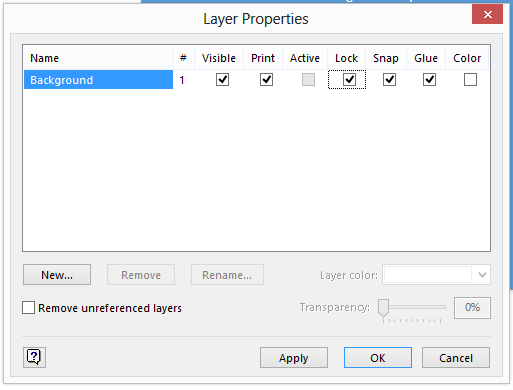 Layer Properties
Name # Visible Print Active Lock Snap Glue Color
Background 1
New... Remove Rename... Layer color:
Remove unreferenced layers Transparency: 0%
Apply OK Cancel